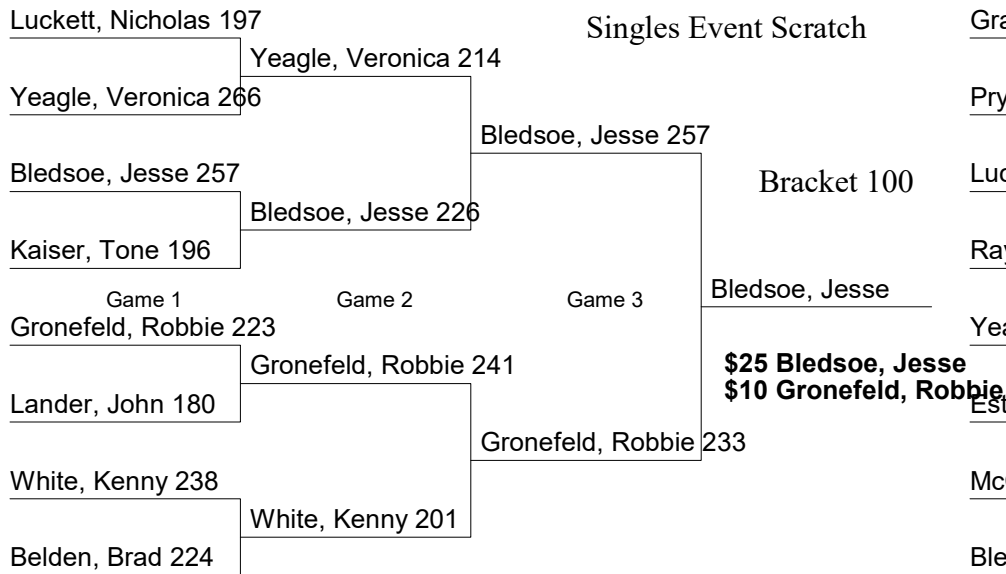 Luckett, Nicholas 197
Singles Event Scratch
Yeagle, Veronica 214
Yeagle, Veronica 266
Bledsoe, Jesse 257
Bledsoe, Jesse 257
Bracket 100
Bledsoe, Jesse 226
Kaiser, Tone 196
Game 1
Game 2
Game 3
Bledsoe, Jesse
Gronefeld, Robbie 223
Gronefeld, Robbie 241
$25 Bledsoe, Jesse
$10 Gronefeld, Robbie
Lander, John 180
Gronefeld, Robbie 233
White, Kenny 238
White, Kenny 201
Belden, Brad 224